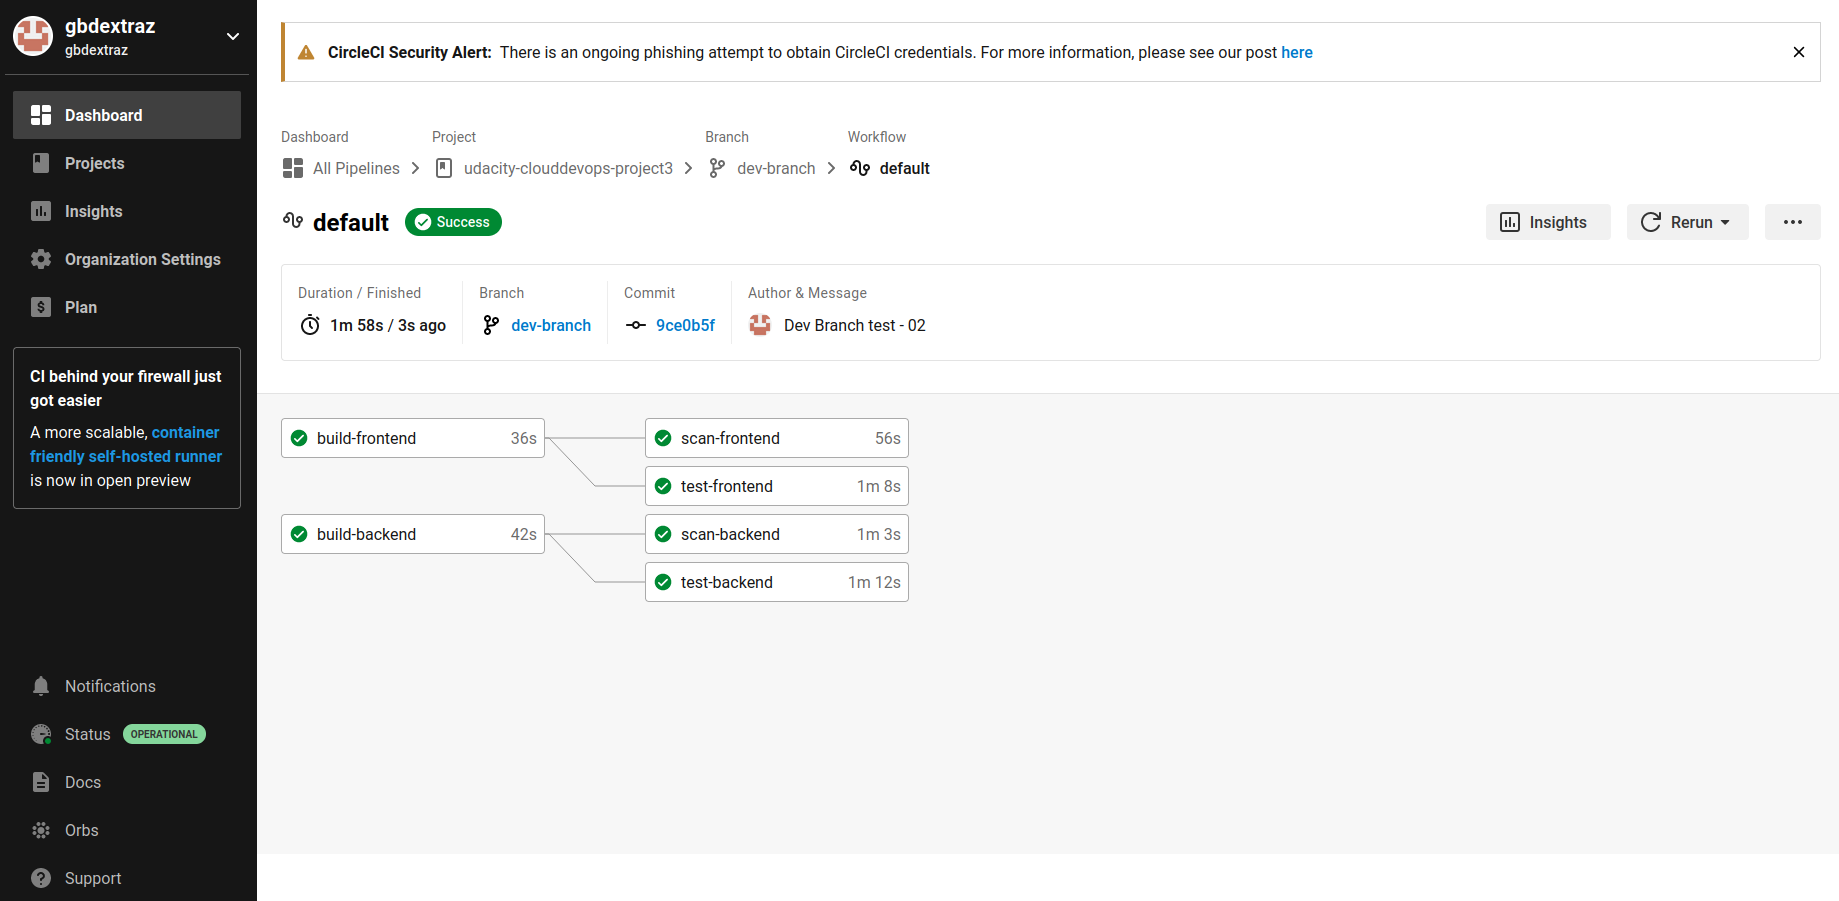 gbdextraz
gbdextraz
Dashboard
Projects
Insights
Organization Settings
Plan
CI behind your firewall just
got easier
A more scalable, container
friendly self-hosted runner
is now in open preview
Notifications
Status OPERATIONAL
Docs
Orbs
Support
CircleCI Security Alert: There is an ongoing phishing attempt to obtain CircleCI credentials. For more information, please see our post here
Dashboard Project Branch Workflow
All Pipelines udacity-clouddevops-project3 dev-branch default
default Success
Insights Rerun
Duration / Finished Branch Commit Author & Message
1m 58s / 3s ago dev-branch 9ce0b5f Dev Branch test - 02
build-frontend 36s scan-frontend 56s
test-frontend 1m 8s
build-backend 42s scan-backend 1m 3s
test-backend 1m 12s